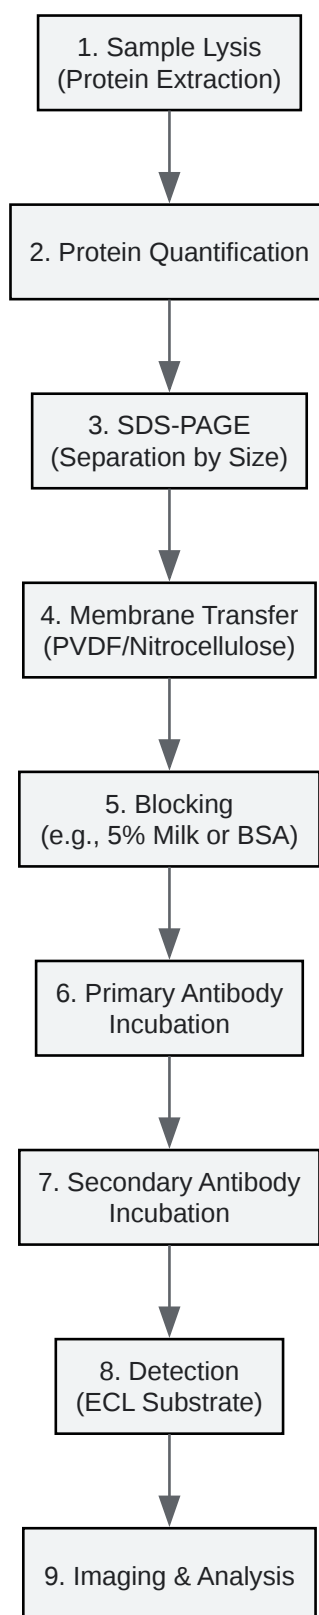 1. Sample Lysis
(Protein Extraction)
2. Protein Quantification
3. SDS-PAGE
(Separation by Size)
4. Membrane Transfer
(PVDF/Nitrocellulose)
5. Blocking
(e.g., 5% Milk or BSA)
6. Primary Antibody
Incubation
7. Secondary Antibody
Incubation
8. Detection
(ECL Substrate)
9. Imaging & Analysis